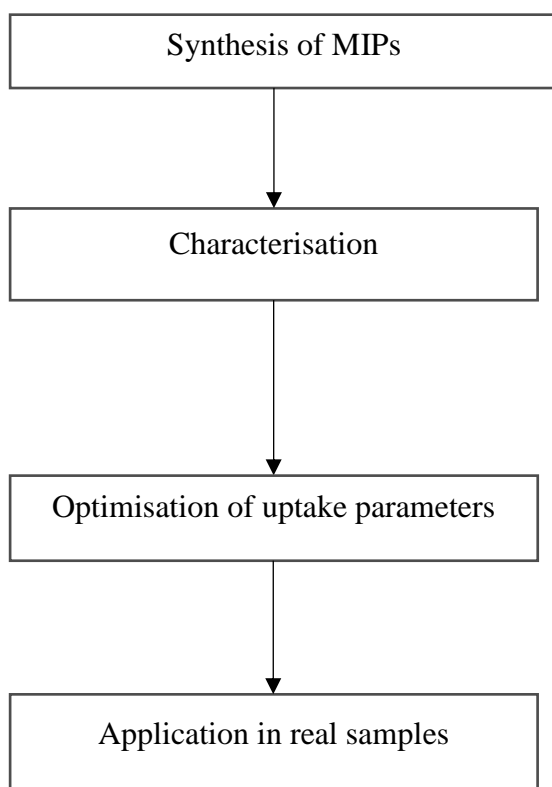 Synthesis of MIPs
Characterisation
Optimisation of uptake parameters
Application in real samples